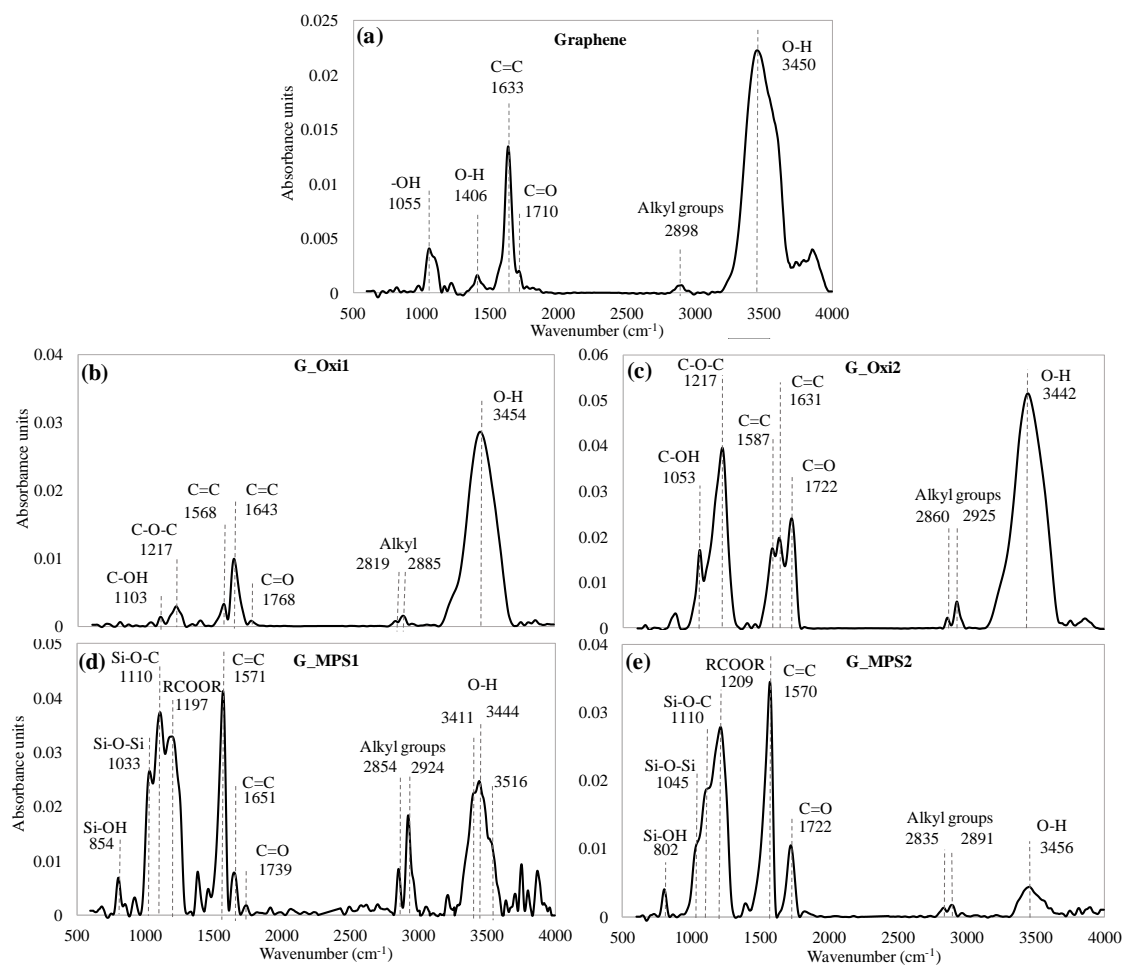 (a)
Graphene
Absorbance units
0.025
0.02
0.015
0.01
0.005
0
-OH
1055
O-H
1406
C=C
1633
C=O
1710
Alkyl groups
2898
O-H
3450
500 1000 1500 2000 2500 3000 3500 4000
Wavenumber (cm-1)
(b)
G_Oxi1
Absorbamce units
0.04
0.03
0.02
0.01
0
C-OH
1103
C-O-C
1217
C=C
1568
C=C
1643
C=O
1768
Alkyl
2819 2885
O-H
3454
(c)
G_Oxi2
0.06
0.05
0.04
0.03
0.02
0.01
0
C-OH
1053
C-O-C
1217
C=C
1587
C=C
1631
C=O
1722
Alkyl groups
2860 2925
O-H
3442
(d)
G_MPS1
Absorbance units
0.05
0.04
0.03
0.02
0.01
0
Si-OH
854
Si-O-Si
1033
Si-O-C
1110
RCOOR
1197
C=C
1571
C=C
1651
C=O
1739
Alkyl groups
2854 2924
O-H
3411 3444
3516
500 1000 1500 2000 2500 3000 3500 4000
Wavenumber (cm-1)
(e)
G_MPS2
0.04
0.03
0.02
0.01
0
Si-OH
802
Si-O-Si
1045
Si-O-C
1110
RCOOR
1209
C=C
1570
C=O
1722
Alkyl groups
2835 2891
O-H
3456
500 1000 1500 2000 2500 3000 3500 4000
Wavenumber (cm-1)